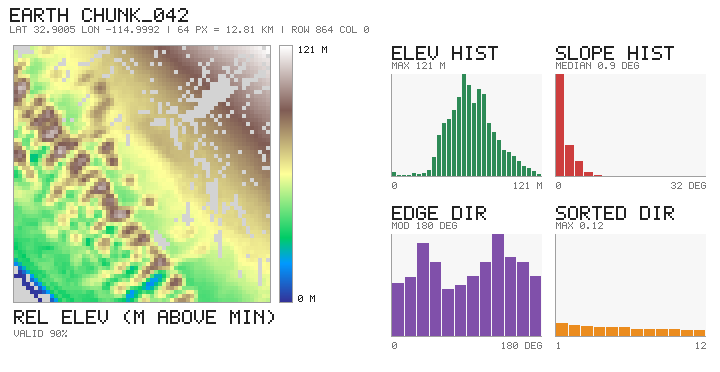 EARTH CHUNK_042
LAT 32.9005 LON -114.9992 | 64 PX = 12.81 KM | ROW 864 COL 0
121 M
0 M
REL ELEV (M ABOVE MIN)
VALID 90%
ELEV HIST
MAX 121 M
0 121 M
SLOPE HIST
MEDIAN 0.9 DEG
0 32 DEG
EDGE DIR
MOD 180 DEG
0 180 DEG
SORTED DIR
MAX 0.12
1 12